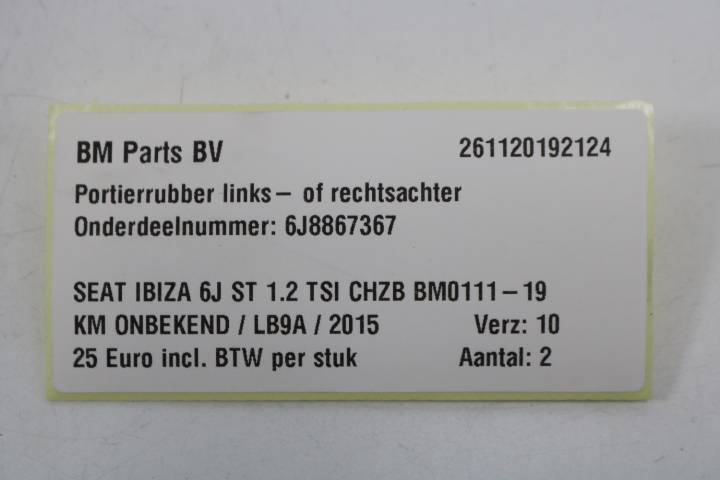 BM Parts BV 261120192124
Portierrubber links- of rechtsachter
Onderdeelnummer: 6J8867367
SEAT IBIZA 6J ST 1.2 TSI CHZB BM0111-19
KM ONBEKEND / LB9A / 2015 Verz: 10
25 Euro incl. BTW per stuk Aantal: 2